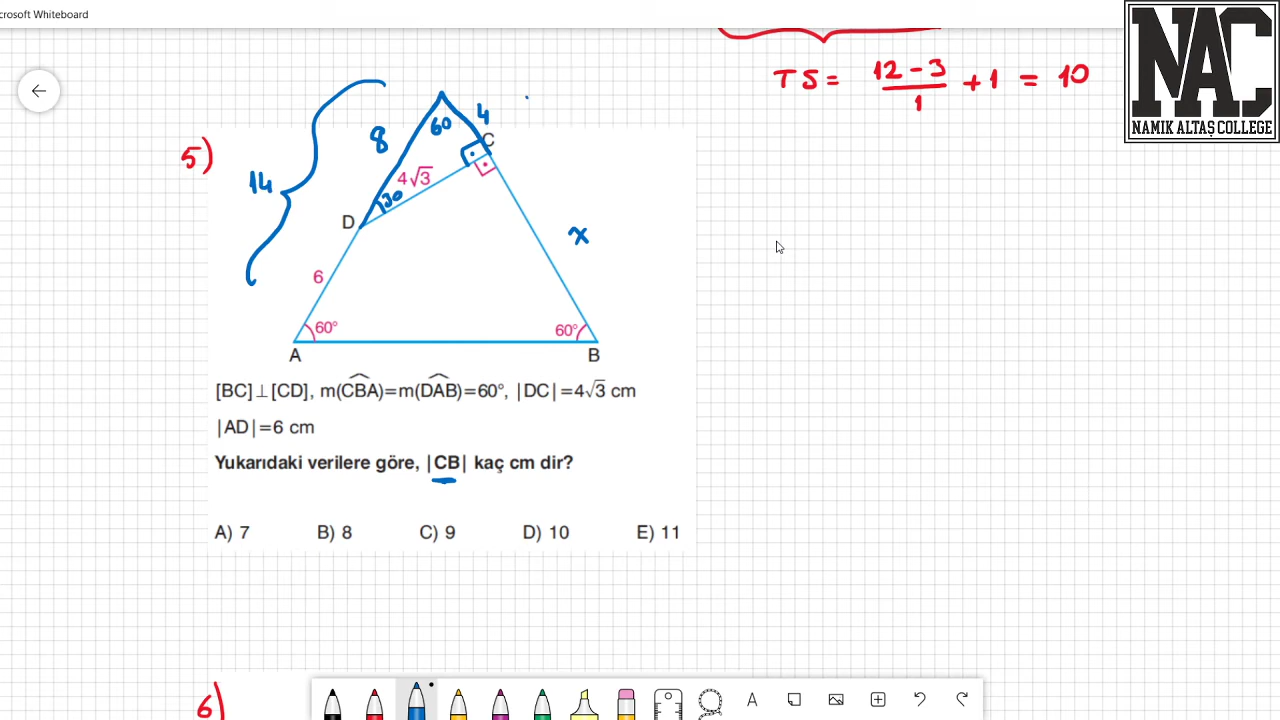 crosoft Whiteboard
TS = 12 - 3 / 1 + 1 = 10
NAC
NAMIK ALTAŞ COLLEGE
5)
14
8
60
4
C
4√3
30
D
x
6
60°
60°
A
B
[BC]⊥[CD], m(CBA)=m(DAB)=60°, |DC|=4√3 cm
|AD|=6 cm
Yukarıdaki verilere göre, |CB| kaç cm dir?
A) 7 B) 8 C) 9 D) 10 E) 11
6)
A